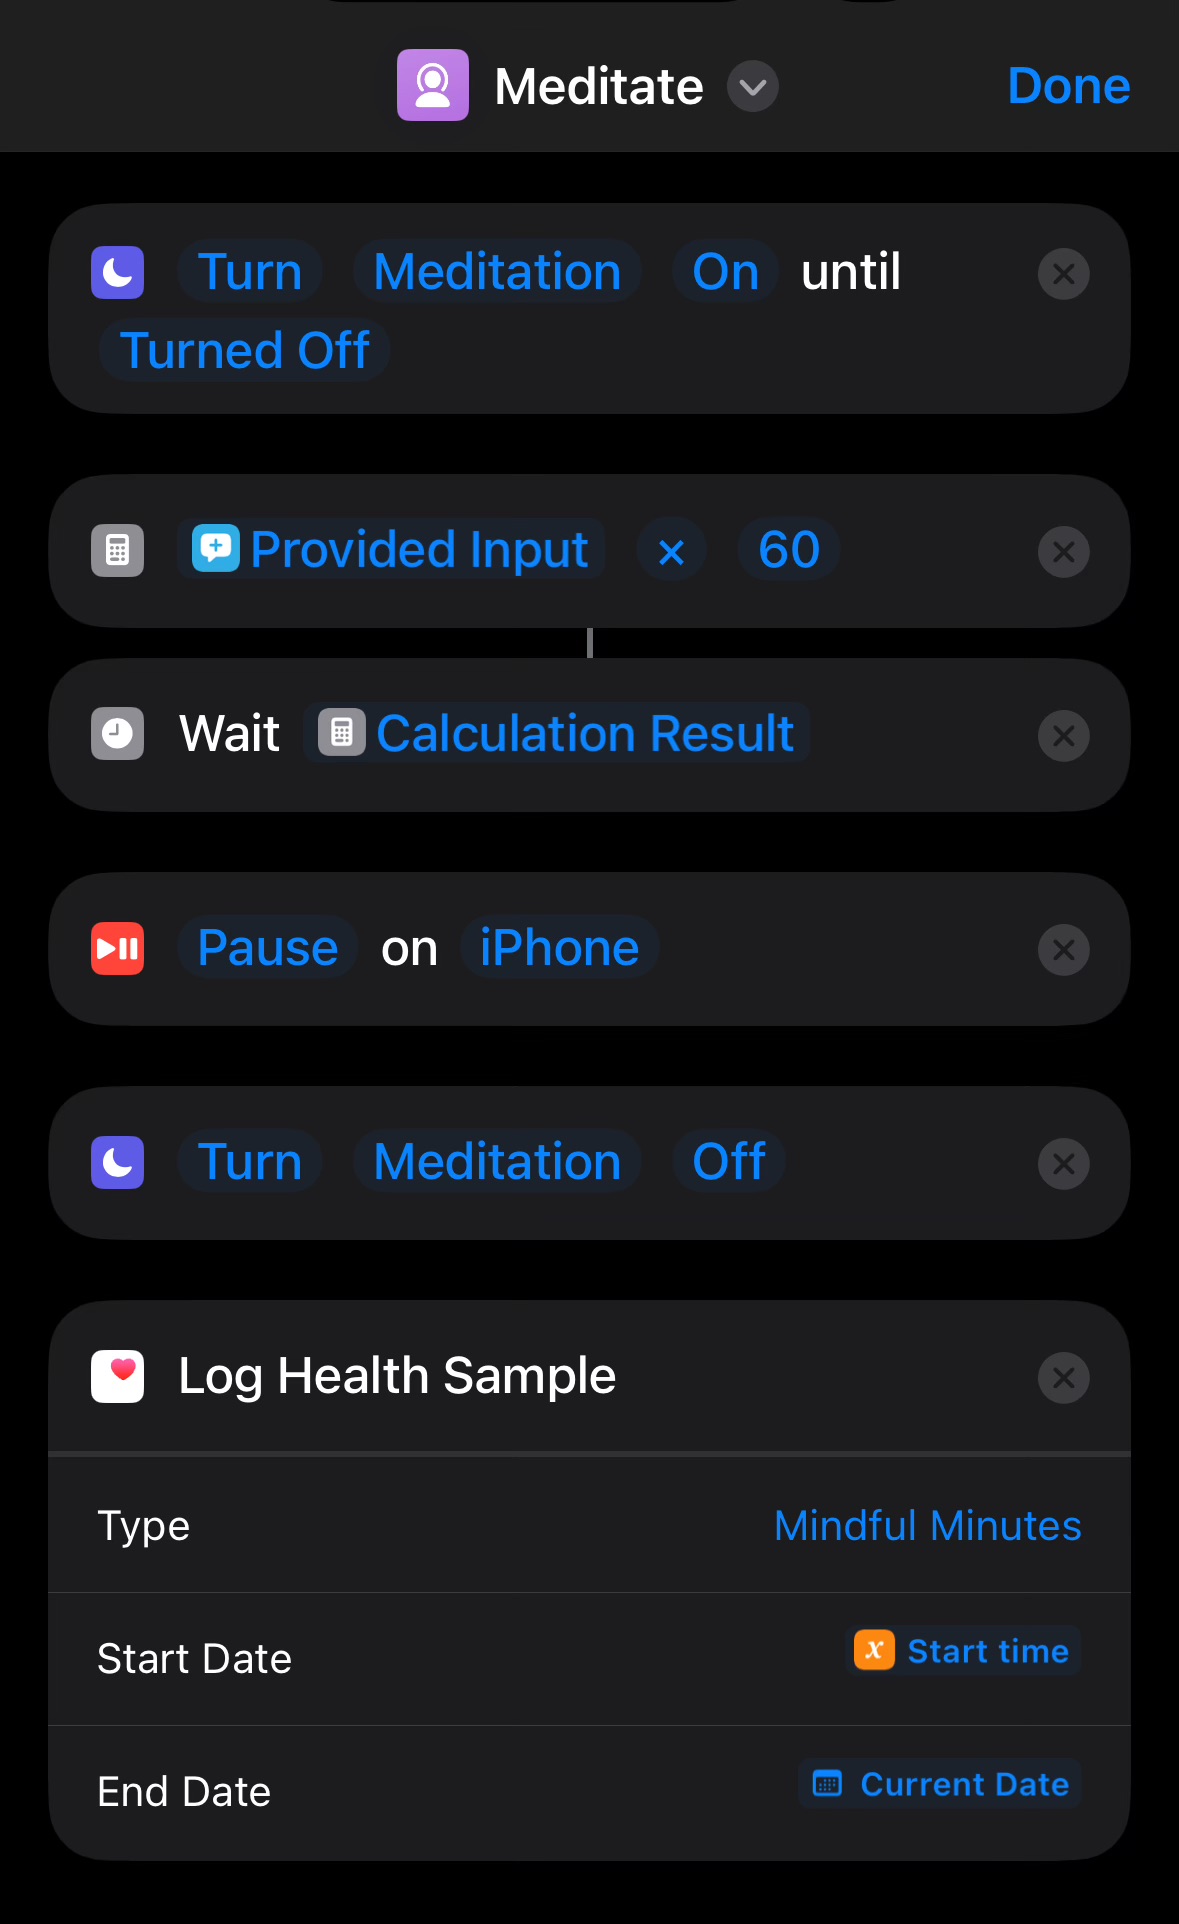 Meditate
Done
Turn Meditation On until
Turned Off
Provided Input × 60
Wait Calculation Result
Pause on iPhone
Turn Meditation Off
Log Health Sample
Type Mindful Minutes
Start Date x Start time
End Date Current Date